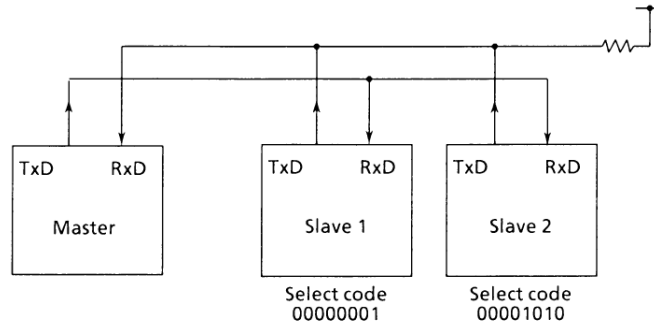 TxD RxD
Master
TxD RxD
Slave 1
TxD RxD
Slave 2
Select code
00000001
Select code
00001010